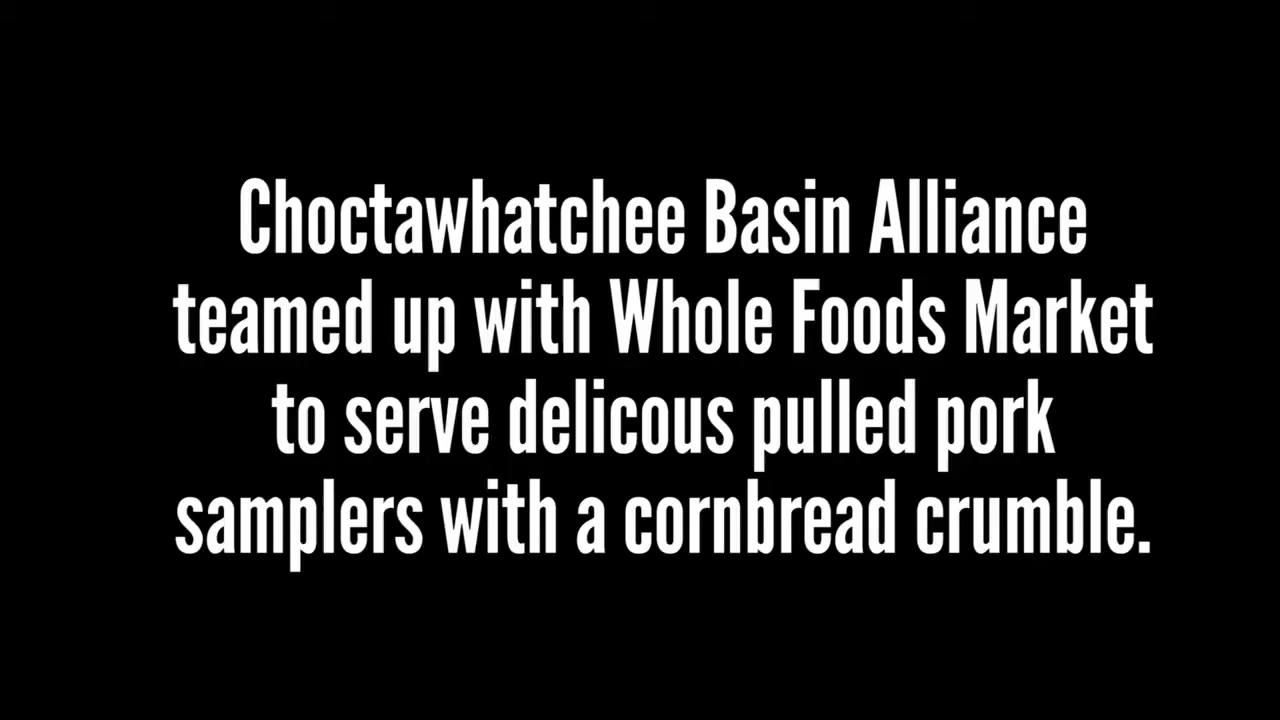 Choctawhatchee Basin Alliance
teamed up with Whole Foods Market
to serve delicous pulled pork
samplers with a cornbread crumble.